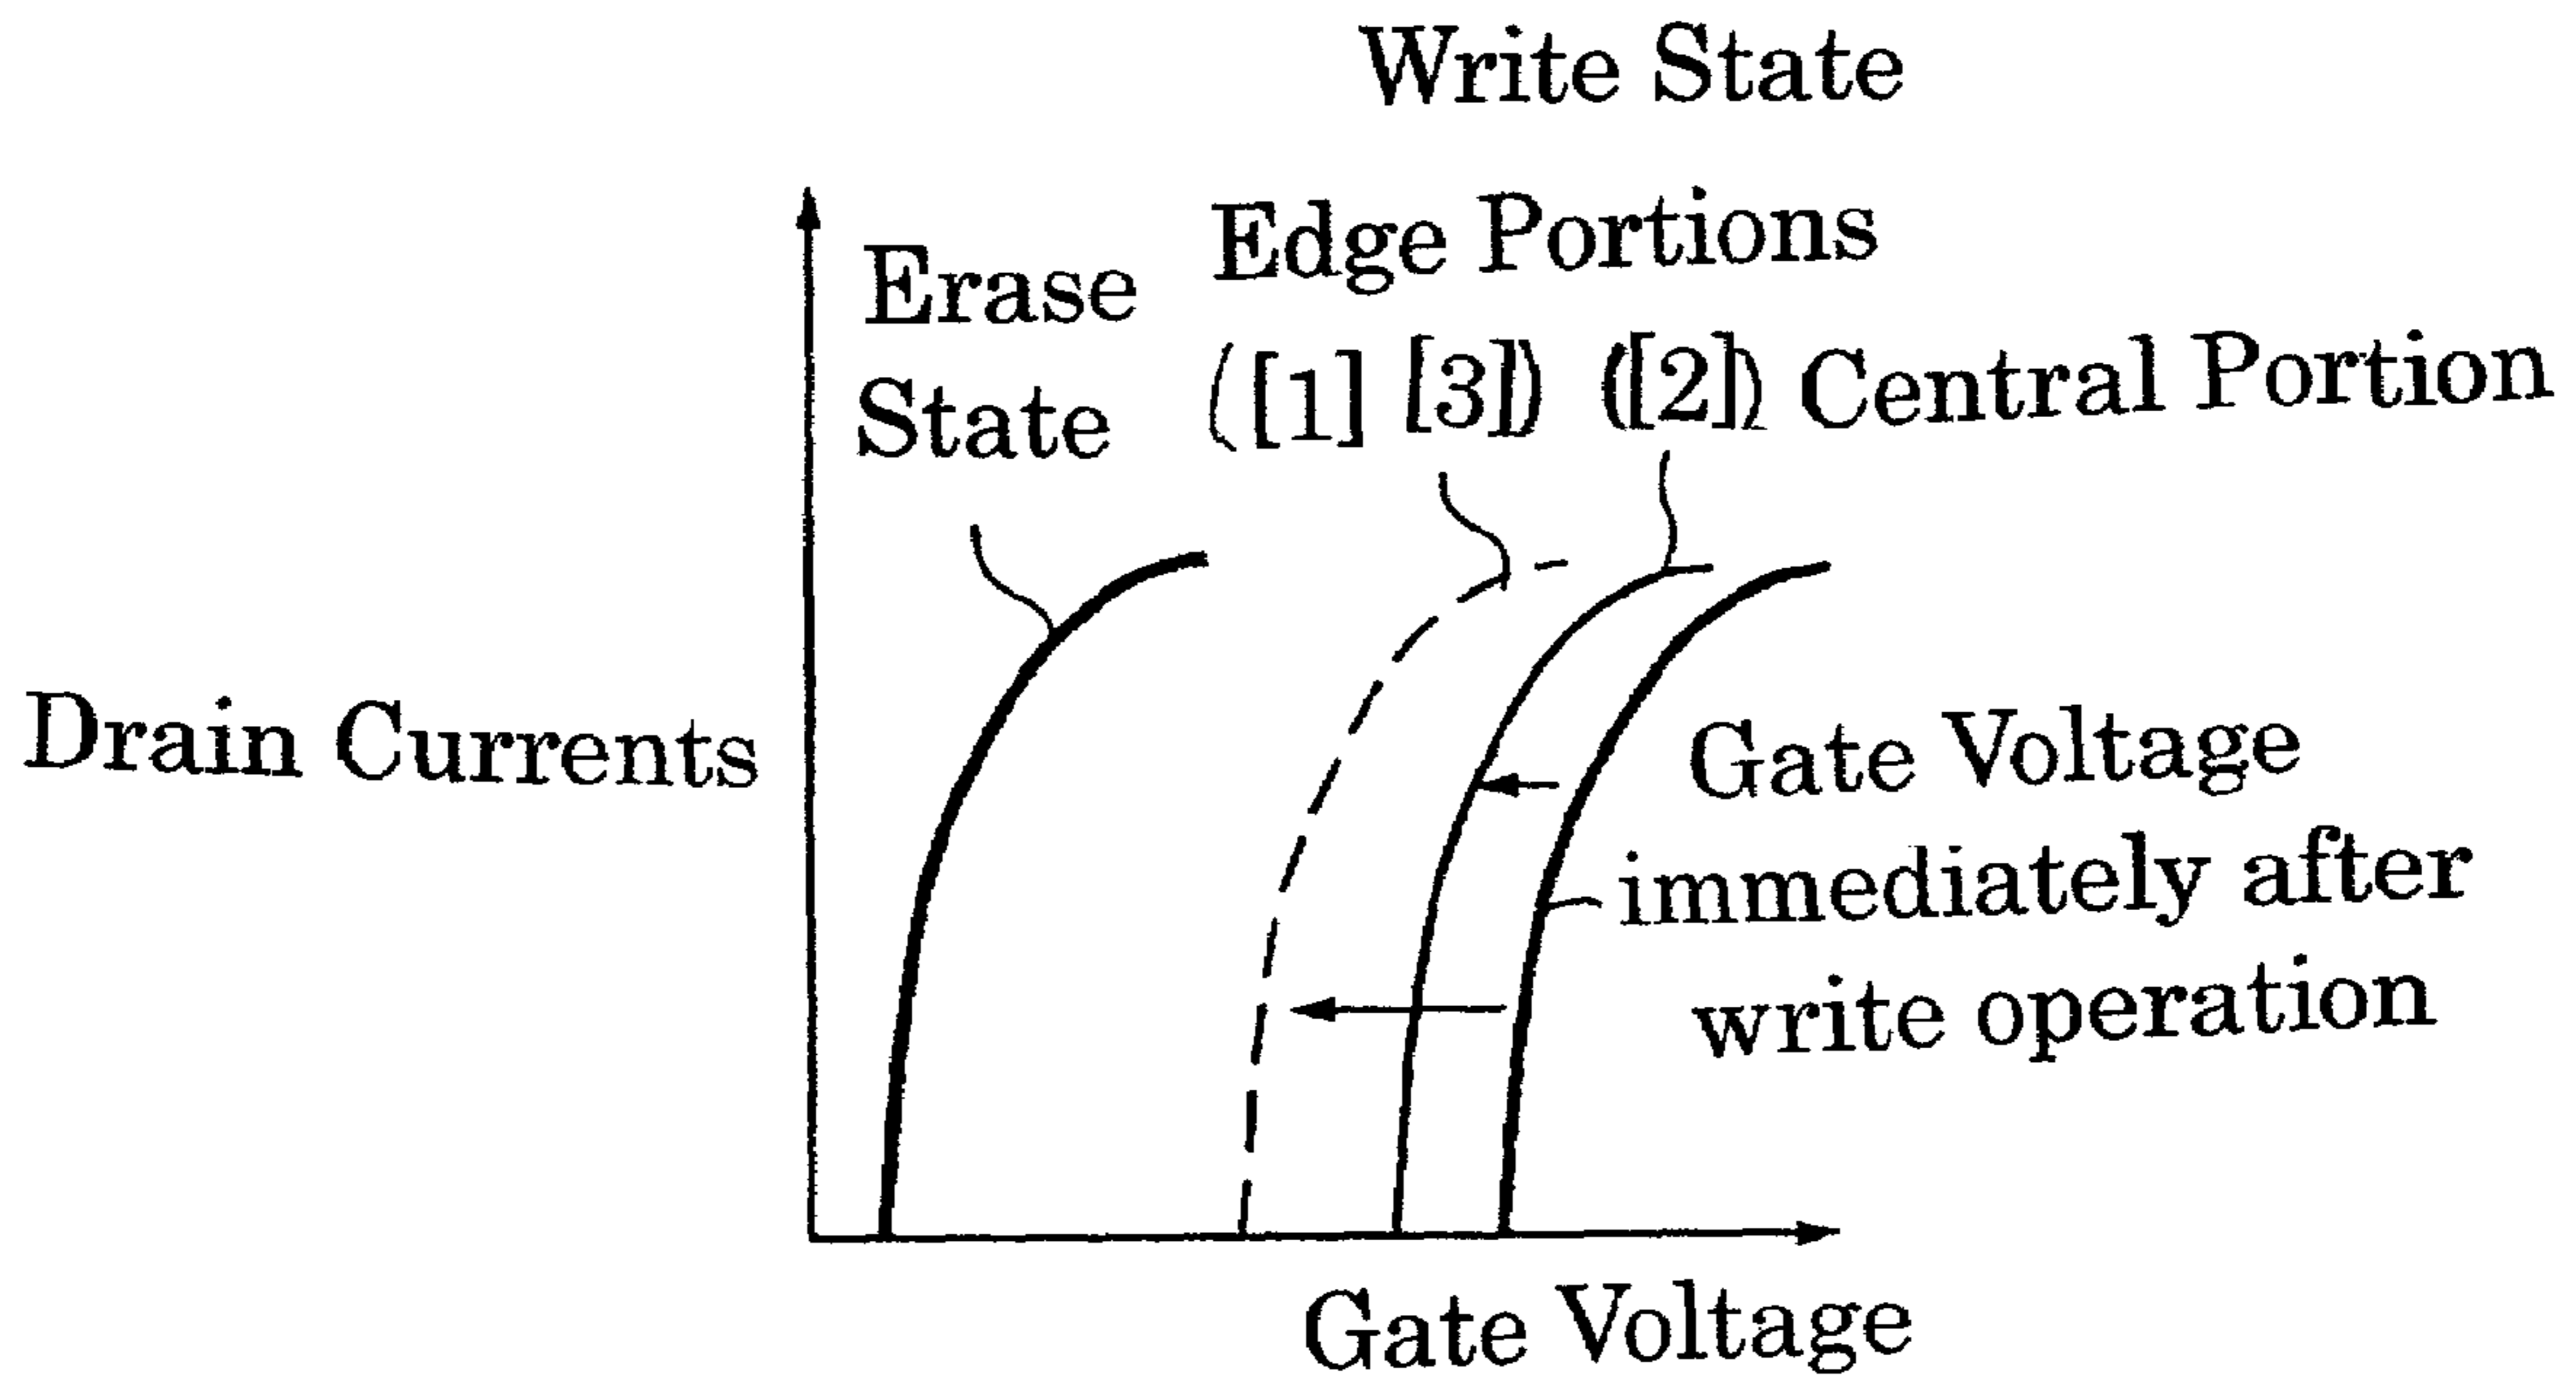 Write State
Edge Portions
Erase
State
([1] [3]) ([2]) Central Portion
Drain Currents
Gate Voltage
immediately after
write operation
Gate Voltage